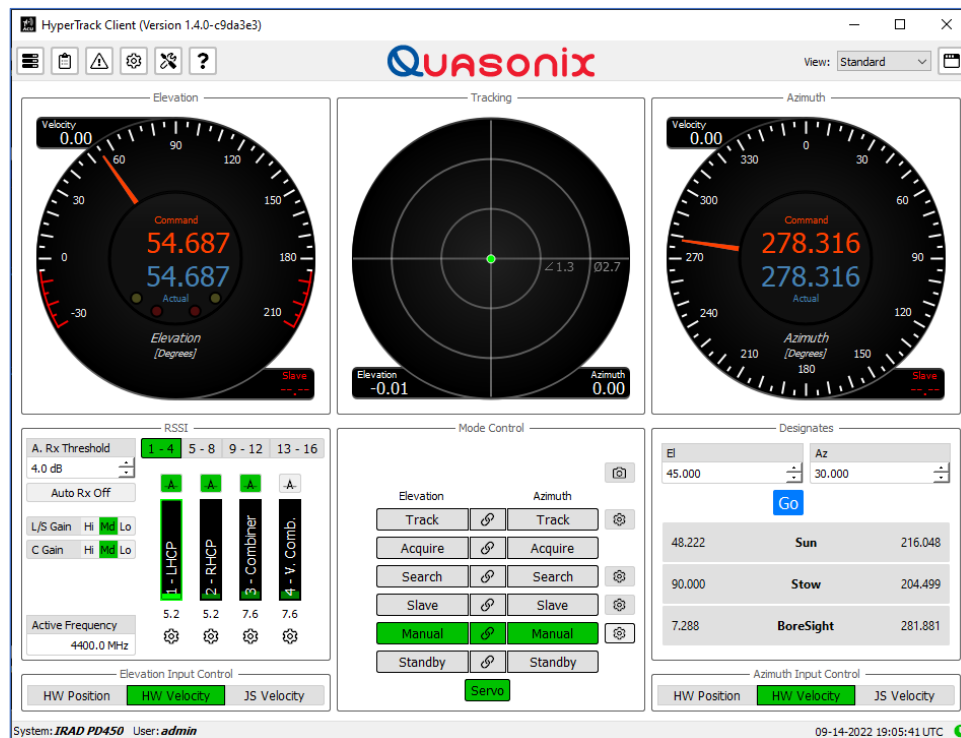 HyperTrack Client (Version 1.4.0-c9da3e3)
?
Quasonix
View: Standard
Elevation
Velocity
0.00
-30
0
30
60
90
120
150
180
210
Command
54.687
54.687
Actual
Elevation
[Degrees]
Slave
--.--
Tracking
∠1.3
Ø2.7
Elevation
-0.01
Azimuth
0.00
Azimuth
Velocity
0.00
0
30
60
90
120
150
180
210
240
270
300
330
Command
278.316
278.316
Actual
Azimuth
[Degrees]
Slave
--.--
RSSI
A. Rx Threshold
4.0 dB
Auto Rx Off
L/S Gain Hi Md Lo
C Gain Hi Md Lo
Active Frequency
4400.0 MHz
1 - 4 5 - 8 9 - 12 13 - 16
1 - LHCP
2 - RHCP
3 - Combiner
4 - V. Comb.
5.2 5.2 7.6 7.6
Mode Control
Elevation Azimuth
Track Track
Acquire Acquire
Search Search
Slave Slave
Manual Manual
Standby Standby
Servo
Designates
El Az
45.000 30.000
Go
48.222 Sun 216.048
90.000 Stow 204.499
7.288 BoreSight 281.881
Elevation Input Control
HW Position HW Velocity JS Velocity
Azimuth Input Control
HW Position HW Velocity JS Velocity
System: IRAD PD450 User: admin
09-14-2022 19:05:41 UTC